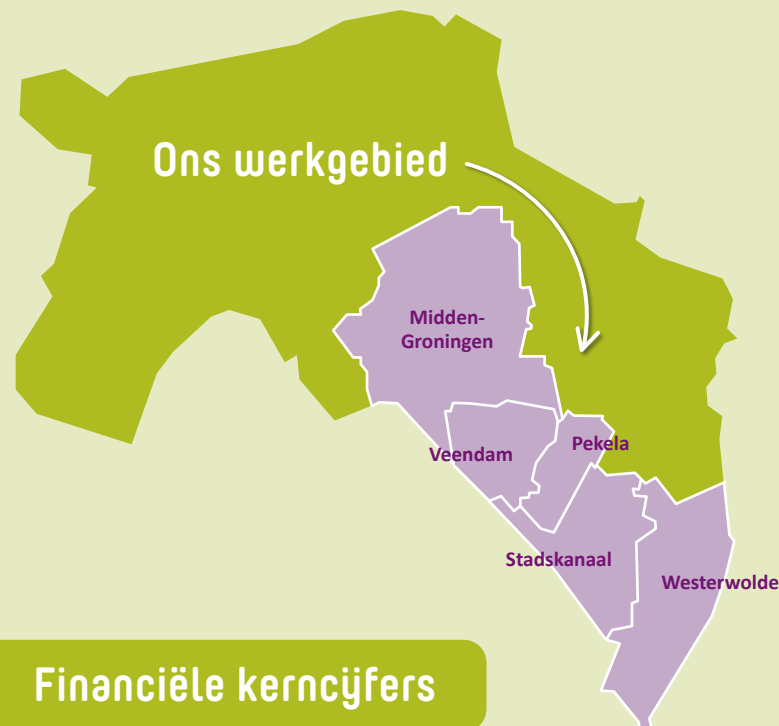 Ons werkgebied
Midden-
Groningen
Veendam
Pekela
Stadskanaal
Westerwolde
Financiële kerncijfers